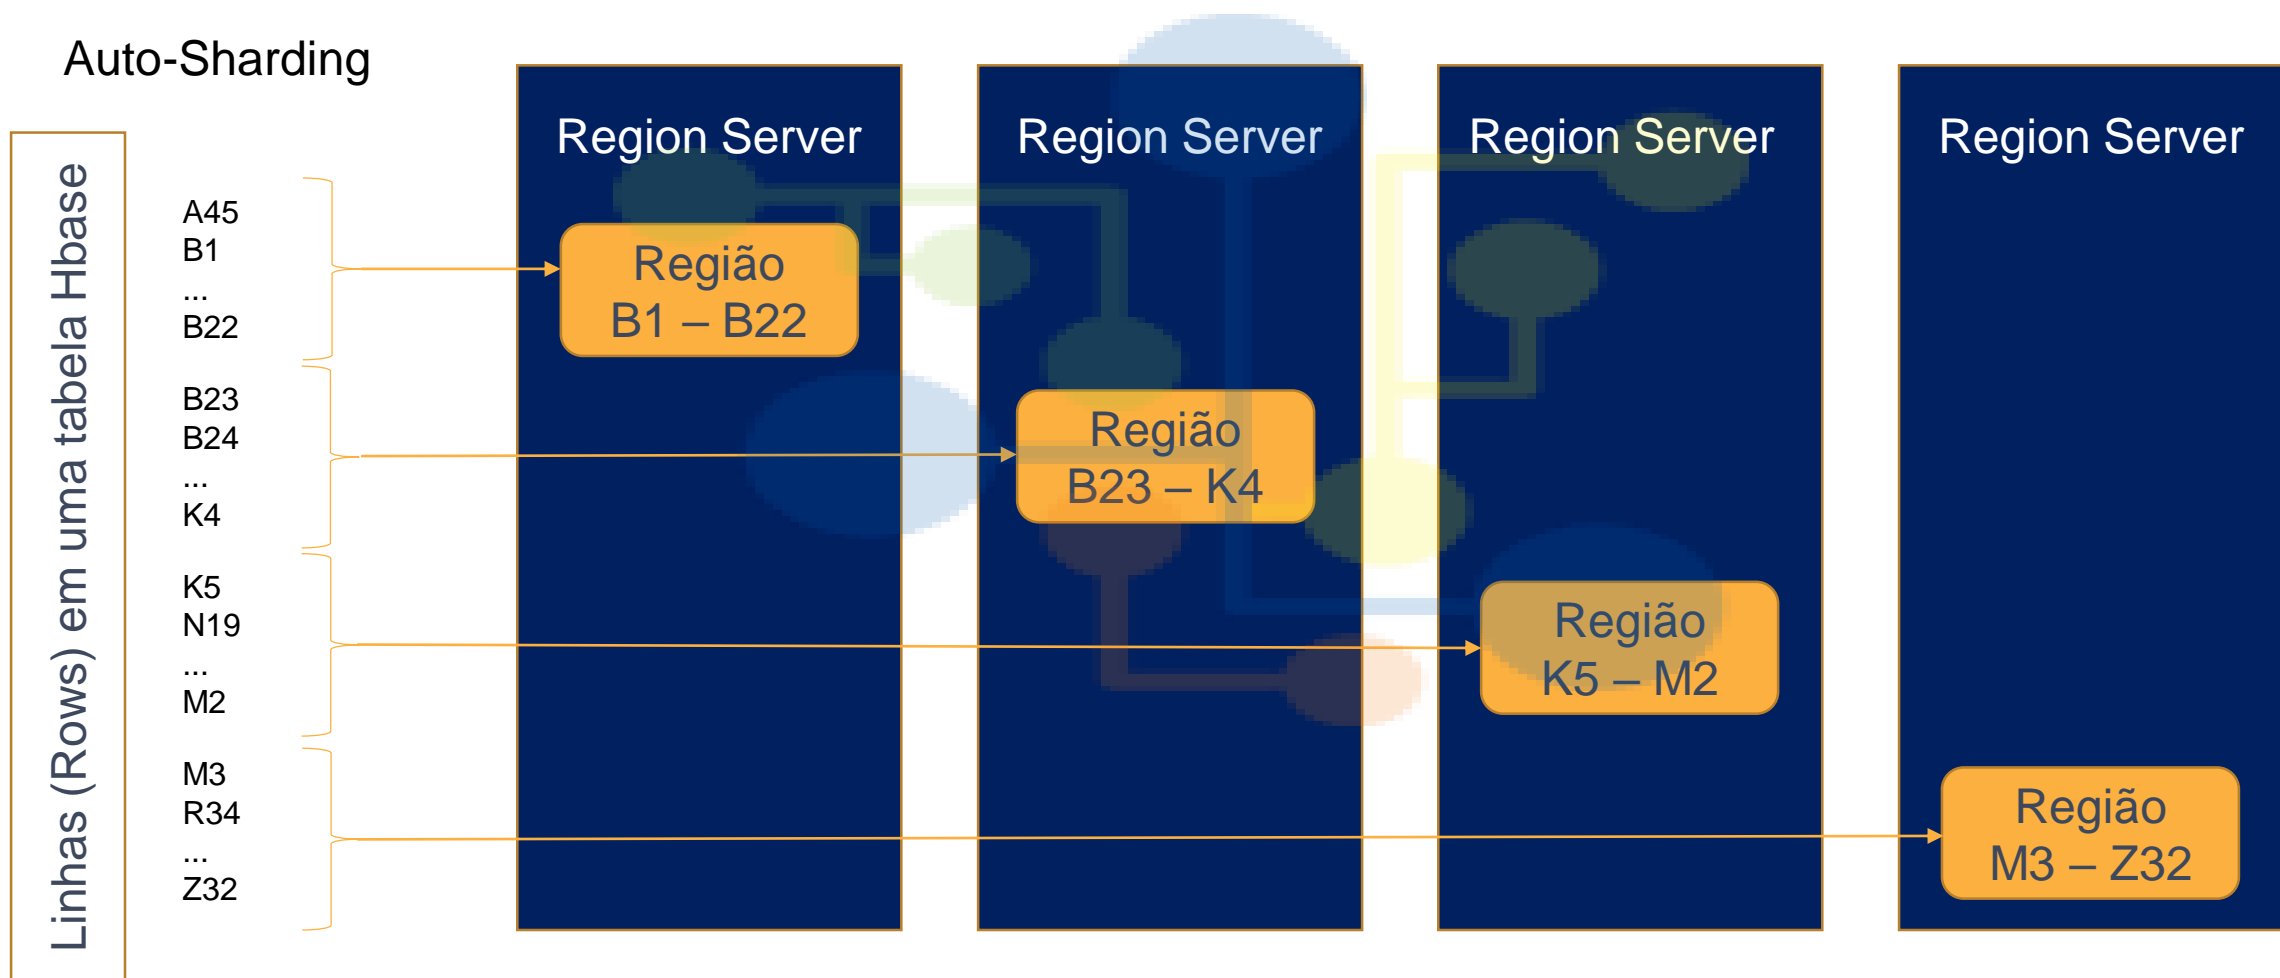 Auto-Sharding
Linhas (Rows) em uma tabela Hbase
A45
B1
...
B22
B23
B24
...
K4
K5
N19
...
M2
M3
R34
...
Z32
Region Server
Região
B1 – B22
Region Server
Região
B23 – K4
Region Server
Região
K5 – M2
Region Server
Região
M3 – Z32